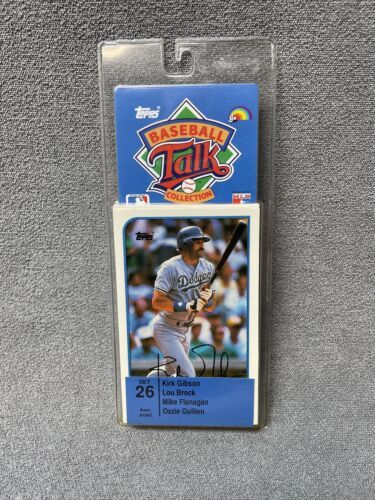 Topps
BASEBALL
Talk
COLLECTION
Topps
Dodgers
SET
26
Kirk Gibson
Lou Brock
Mike Flanagan
Ozzie Guillen